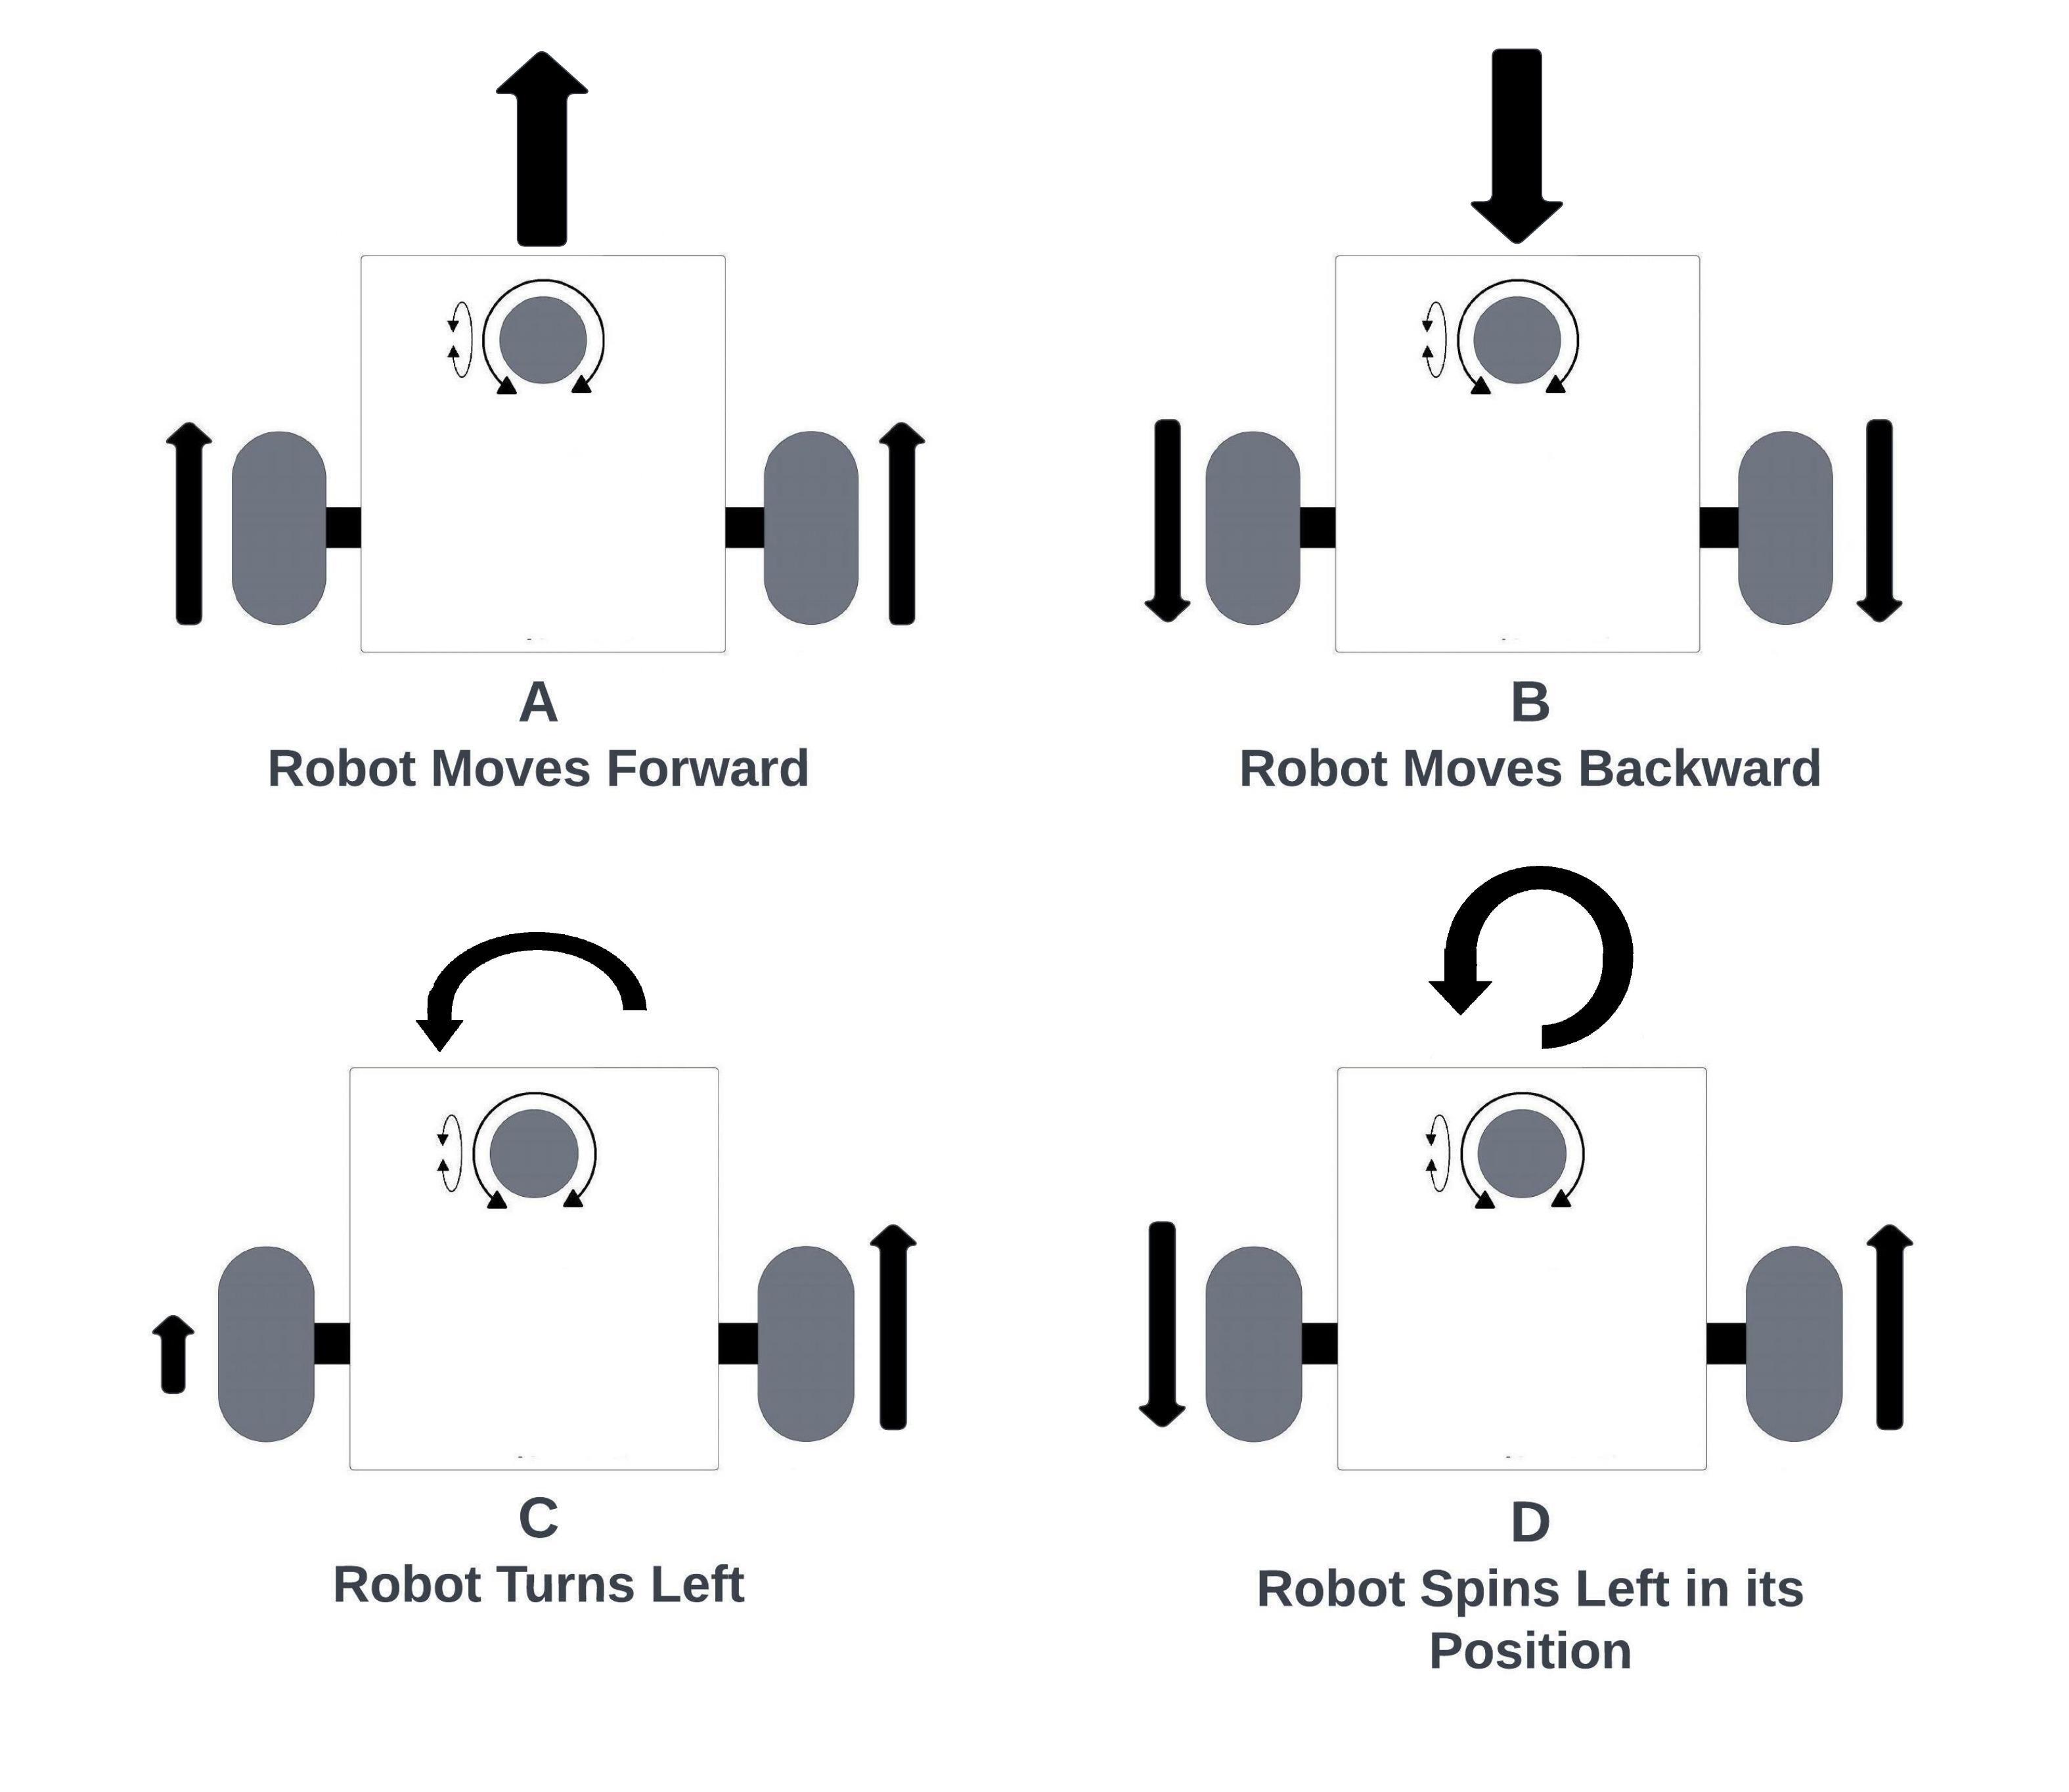 A
Robot Moves Forward
B
Robot Moves Backward
C
Robot Turns Left
D
Robot Spins Left in its
Position